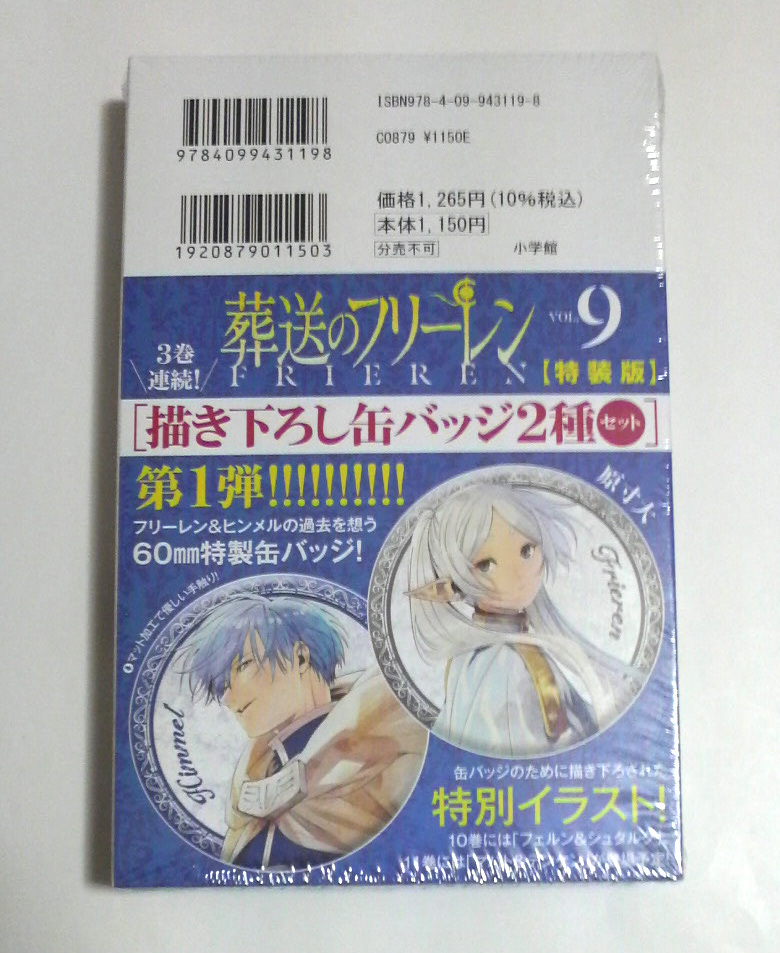 ISBN978-4-09-943119-8
9784099431198
C0879 ¥1150E
1920879011503
価格1,265円(10%税込)
本体1,150円
分売不可
小学館
3巻
連続!
葬送のフリーレン
FRIEREN
VOL.9
【特装版】
[描き下ろし缶バッジ2種セット]
第1弾!!!!!!!!!!
フリーレン&ヒンメルの過去を想う
60mm特製缶バッジ!
原寸大
マット加工で優しい手触り!
Frieren
Himmel
缶バッジのために描き下ろされた
特別イラスト!
10巻には「フェルン&シュタルク」
11巻には